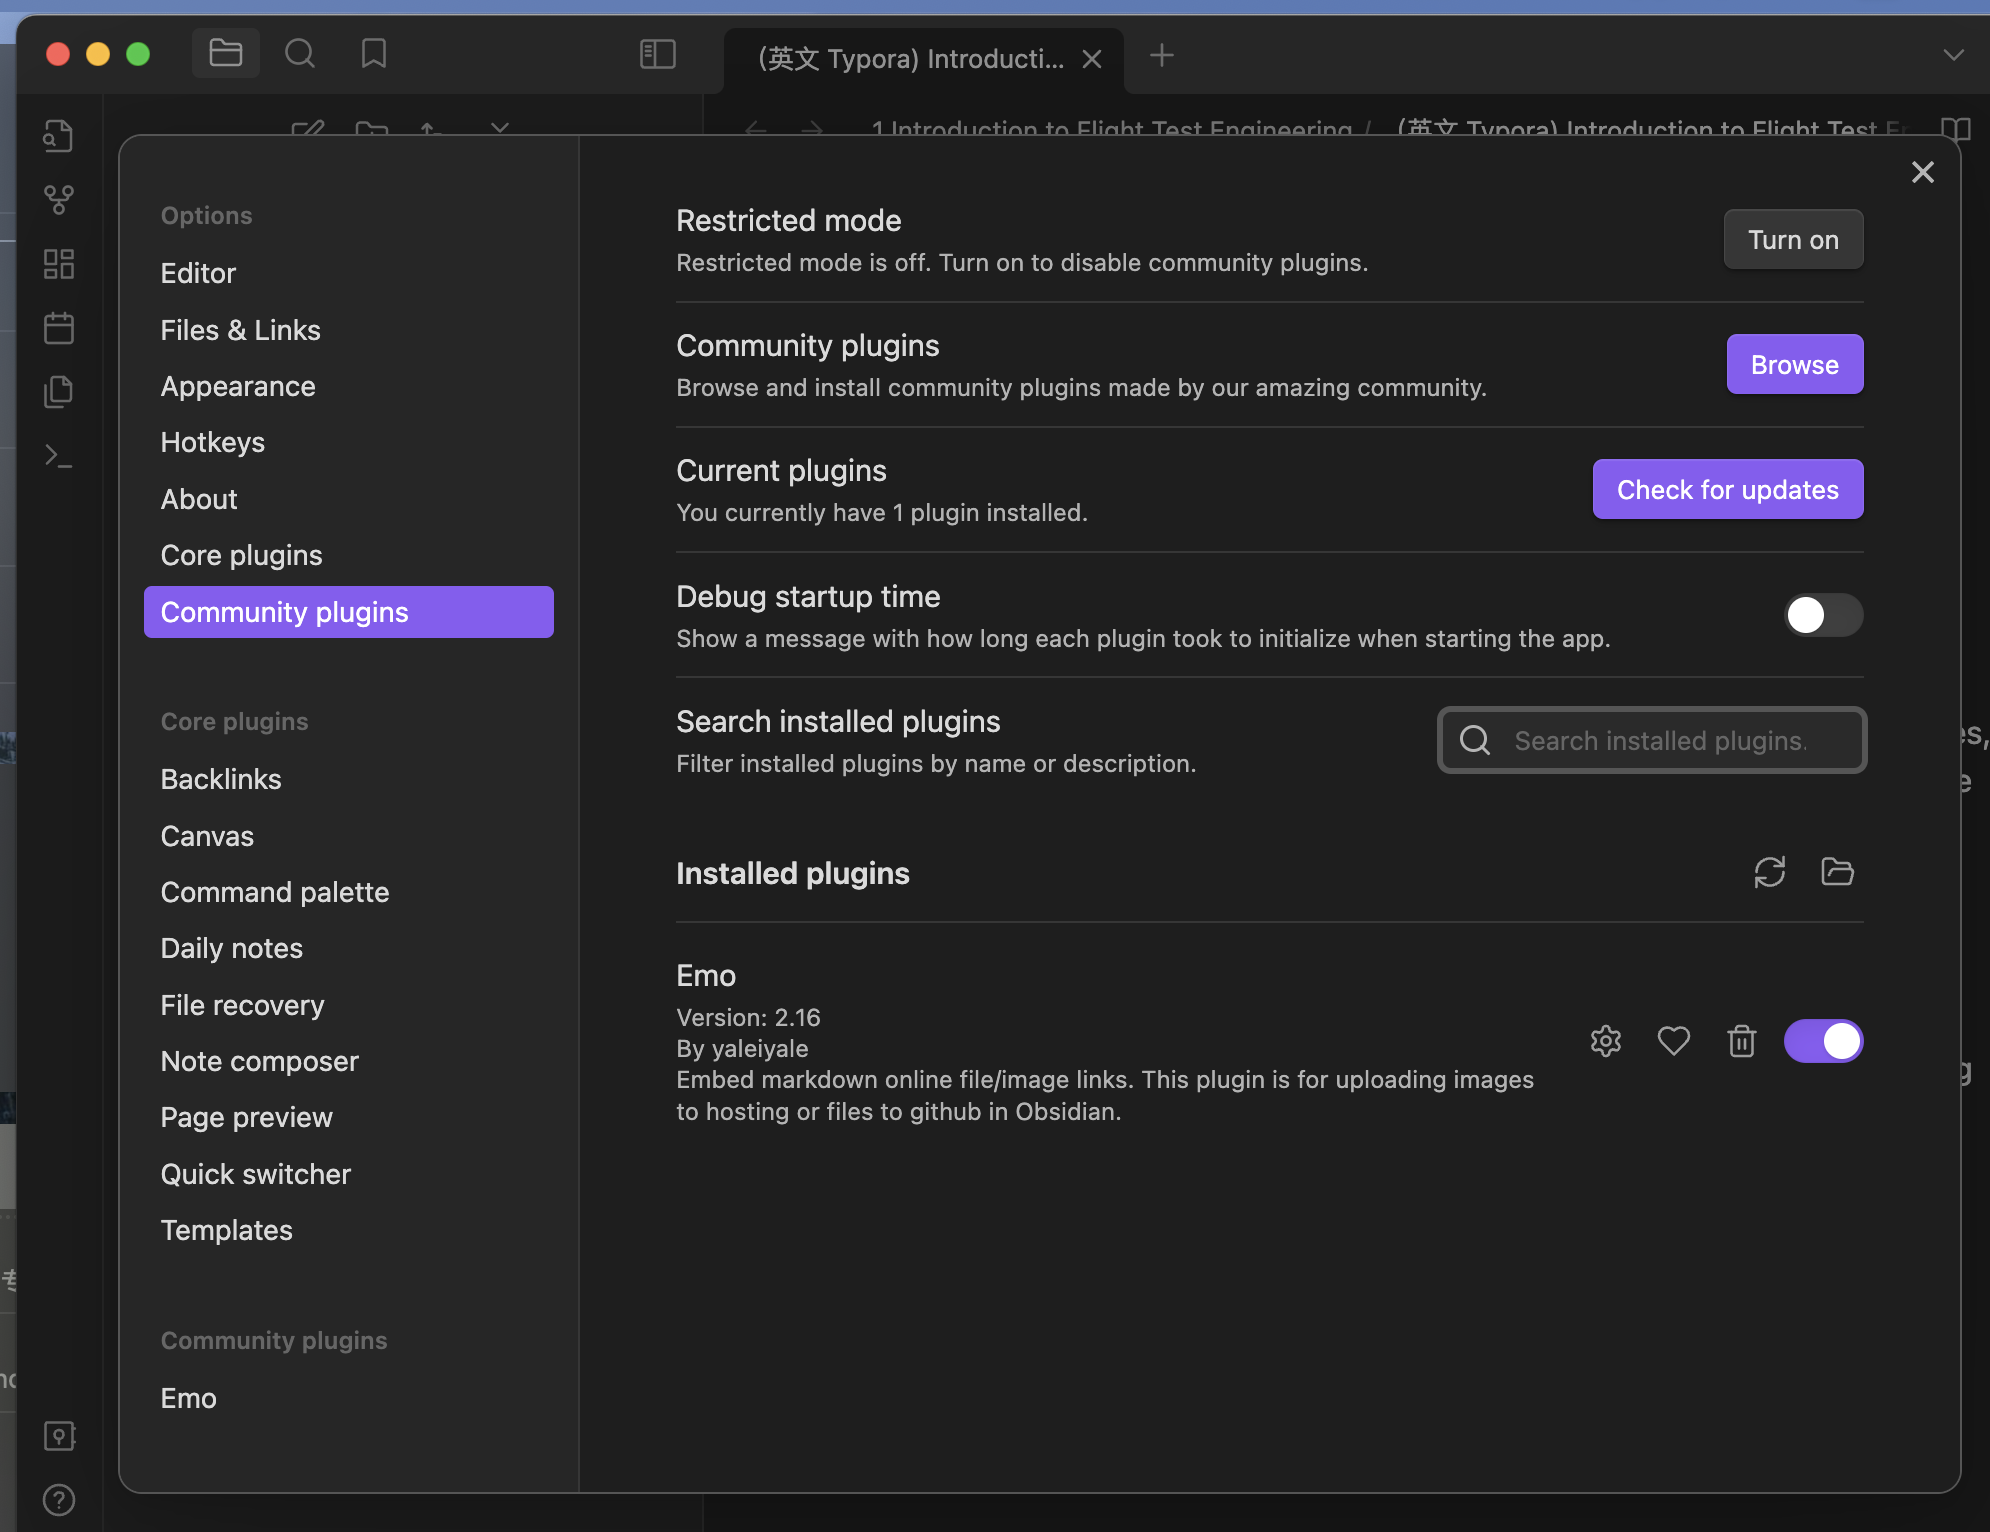 (英文 Typora) Introducti...
1 Introduction to Flight Test Engineering / (英文 Typora) Introduction to Flight Test Er
Options
Editor
Files & Links
Appearance
Hotkeys
About
Core plugins
Community plugins
Core plugins
Backlinks
Canvas
Command palette
Daily notes
File recovery
Note composer
Page preview
Quick switcher
Templates
Community plugins
Emo
Restricted mode
Restricted mode is off. Turn on to disable community plugins.
Turn on
Community plugins
Browse and install community plugins made by our amazing community.
Browse
Current plugins
You currently have 1 plugin installed.
Check for updates
Debug startup time
Show a message with how long each plugin took to initialize when starting the app.
Search installed plugins
Filter installed plugins by name or description.
Search installed plugins.
Installed plugins
Emo
Version: 2.16
By yaleiyale
Embed markdown online file/image links. This plugin is for uploading images
to hosting or files to github in Obsidian.